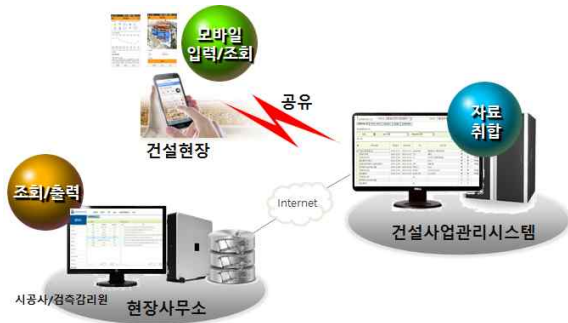 모바일
입력/조회
공유
건설현장
자료
취합
조회/출력
Internet
건설사업관리시스템
시공사/검측감리원
현장사무소